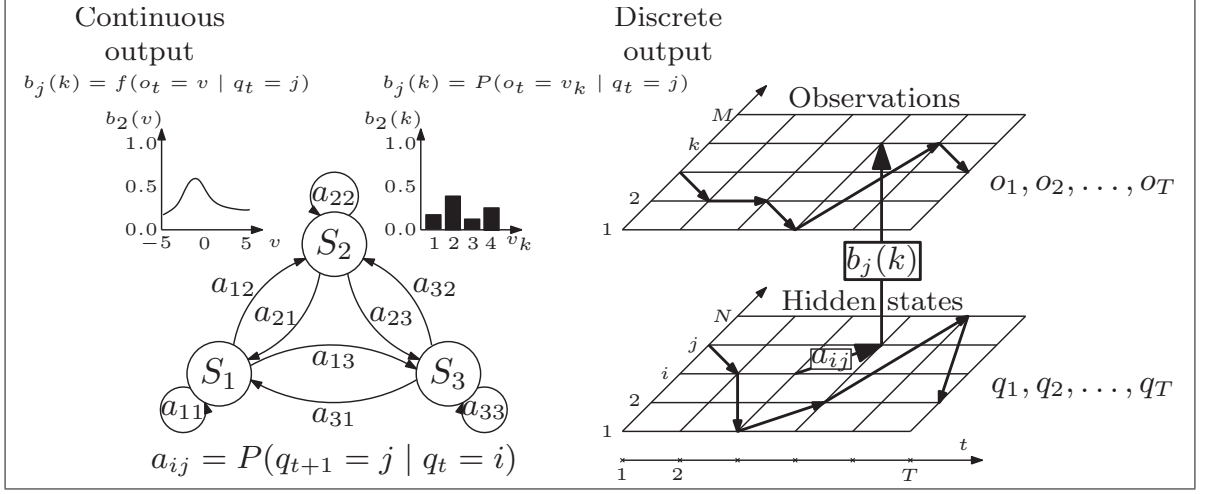 Continuous
output
b_j(k) = f(o_t = v | q_t = j)
Discrete
output
b_j(k) = P(o_t = v_k | q_t = j)
b_2(v)
1.0
0.5
0.0
−5 0 5 v
b_2(k)
1.0
0.5
0.0
1 2 3 4 v_k
a_22
S_2
a_12
a_21
a_23
a_32
S_1
a_13
S_3
a_11
a_31
a_33
a_ij = P(q_{t+1} = j | q_t = i)
Observations
M
k
2
1
o_1, o_2, . . . , o_T
b_j(k)
Hidden states
N
j
i
2
1
a_ij
q_1, q_2, . . . , q_T
t
1 2 T